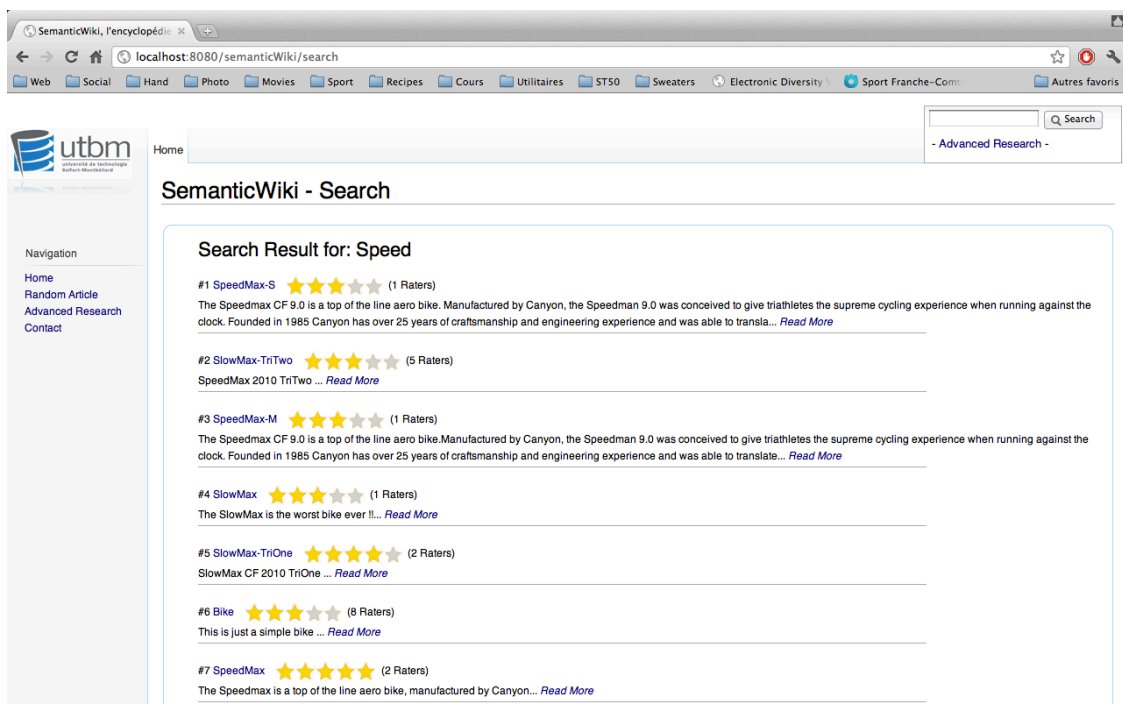 SemanticWiki, l'encyclopédie
localhost:8080/semanticWiki/search
Web Social Hand Photo Movies Sport Recipes Cours Utilitaires ST50 Sweaters Electronic Diversity Sport Franche-Comt Autres favoris
Search
- Advanced Research -
utbm
université de technologie
Belfort-Montbéliard
Home
SemanticWiki - Search
Navigation
Home
Random Article
Advanced Research
Contact
Search Result for: Speed
#1 SpeedMax-S (1 Raters)
The Speedmax CF 9.0 is a top of the line aero bike. Manufactured by Canyon, the Speedman 9.0 was conceived to give triathletes the supreme cycling experience when running against the
clock. Founded in 1985 Canyon has over 25 years of craftsmanship and engineering experience and was able to transla... Read More
#2 SlowMax-TriTwo (5 Raters)
SpeedMax 2010 TriTwo ... Read More
#3 SpeedMax-M (1 Raters)
The Speedmax CF 9.0 is a top of the line aero bike.Manufactured by Canyon, the Speedman 9.0 was conceived to give triathletes the supreme cycling experience when running against the
clock. Founded in 1985 Canyon has over 25 years of craftsmanship and engineering experience and was able to translate... Read More
#4 SlowMax (1 Raters)
The SlowMax is the worst bike ever !!... Read More
#5 SlowMax-TriOne (2 Raters)
SlowMax CF 2010 TriOne ... Read More
#6 Bike (8 Raters)
This is just a simple bike ... Read More
#7 SpeedMax (2 Raters)
The Speedmax is a top of the line aero bike, manufactured by Canyon... Read More